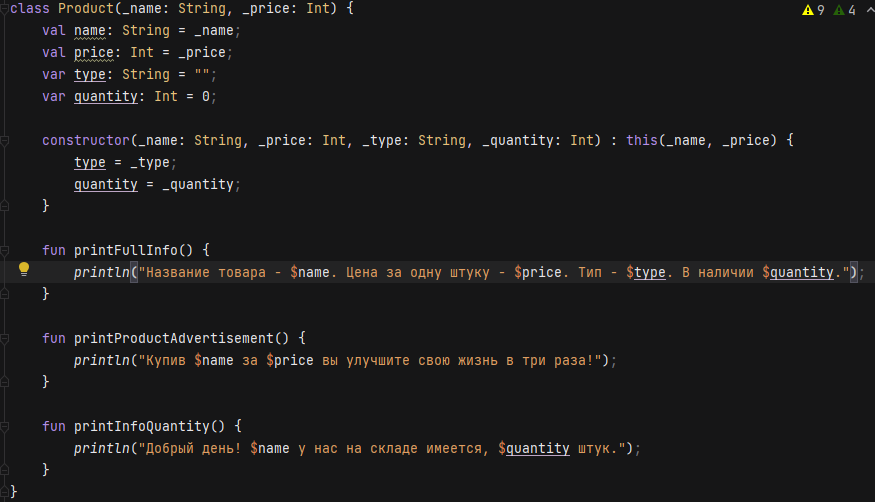 class Product(_name: String, _price: Int) {
9 4
val name: String = _name;
val price: Int = _price;
var type: String = "";
var quantity: Int = 0;
constructor(_name: String, _price: Int, _type: String, _quantity: Int) : this(_name, _price) {
type = _type;
quantity = _quantity;
}
fun printFullInfo() {
println("Название товара - $name. Цена за одну штуку - $price. Тип - $type. В наличии $quantity.");
}
fun printProductAdvertisement() {
println("Купив $name за $price вы улучшите свою жизнь в три раза!");
}
fun printInfoQuantity() {
println("Добрый день! $name у нас на складе имеется, $quantity штук.");
}
}